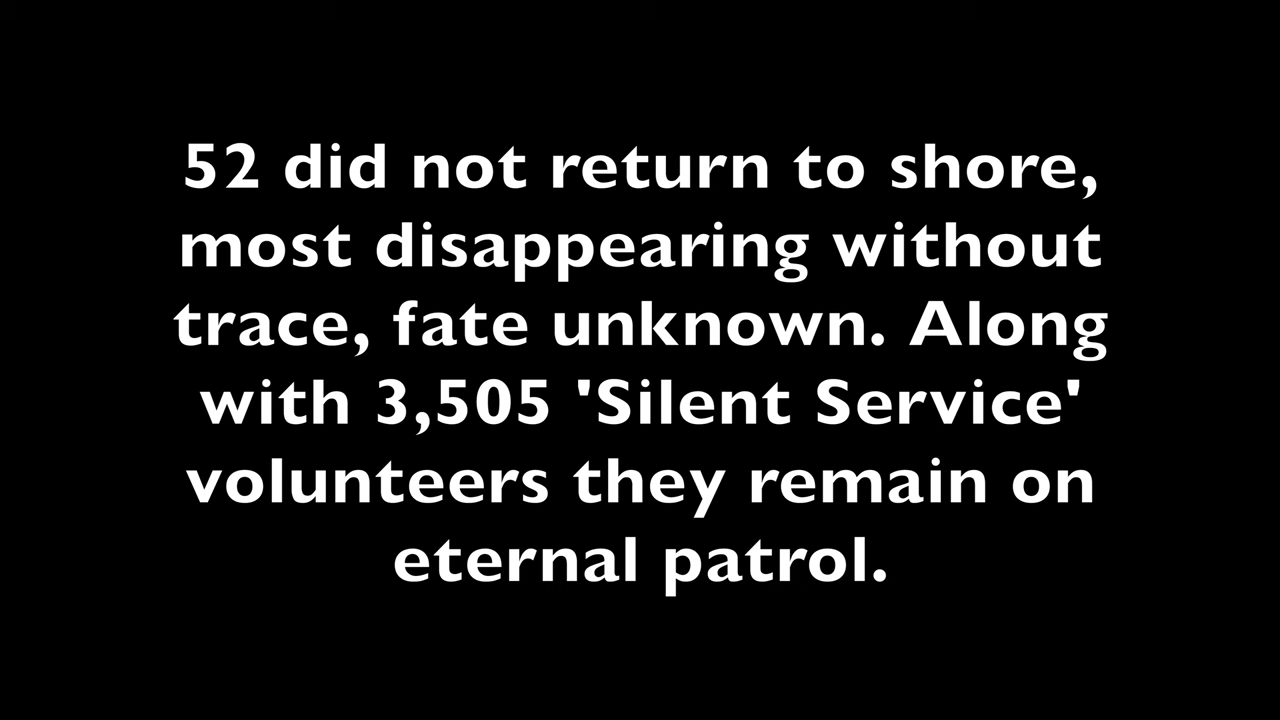 52 did not return to shore,
most disappearing without
trace, fate unknown. Along
with 3,505 'Silent Service'
volunteers they remain on
eternal patrol.